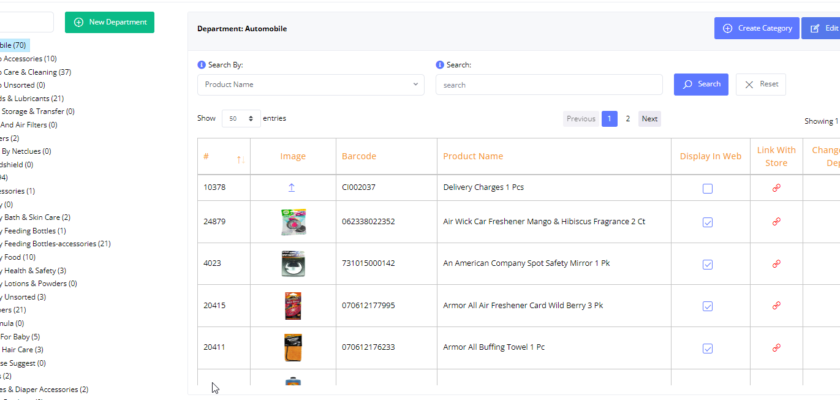 New Department
bile (70)
Accessories (10)
Care & Cleaning (37)
Unsorted (0)
ds & Lubricants (21)
Storage & Transfer (0)
And Air Filters (0)
ers (2)
By Netclues (0)
dshield (0)
94)
essories (1)
y (0)
y Bath & Skin Care (2)
y Feeding Bottles (1)
y Feeding Bottles-accessories (21)
y Food (10)
y Health & Safety (3)
y Lotions & Powders (0)
y Unsorted (3)
pers (21)
mula (0)
For Baby (5)
Hair Care (3)
se Suggest (0)
s (2)
es & Diaper Accessories (2)
Department: Automobile
Create Category
Edit
Search By:
Search:
Product Name
search
Search
Reset
Show 50 entries
Previous 1 2 Next
Showing 1
# Image Barcode Product Name Display In Web Link With Store Change Dep
10378 CI002037 Delivery Charges 1 Pcs
24879 062338022352 Air Wick Car Freshener Mango & Hibiscus Fragrance 2 Ct
4023 731015000142 An American Company Spot Safety Mirror 1 Pk
20415 070612177995 Armor All Air Freshener Card Wild Berry 3 Pk
20411 070612176233 Armor All Buffing Towel 1 Pc